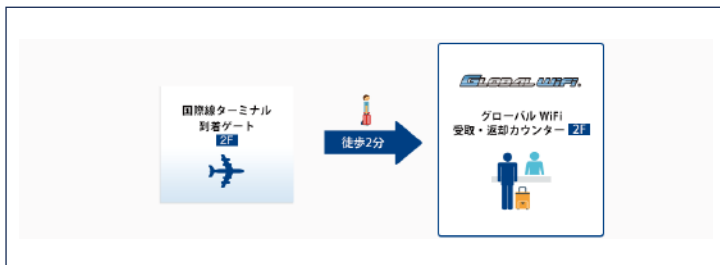 国際線ターミナル
到着ゲート
2F
徒歩2分
GLOBAL WiFi.
グローバル WiFi
受取・返却カウンター 2F